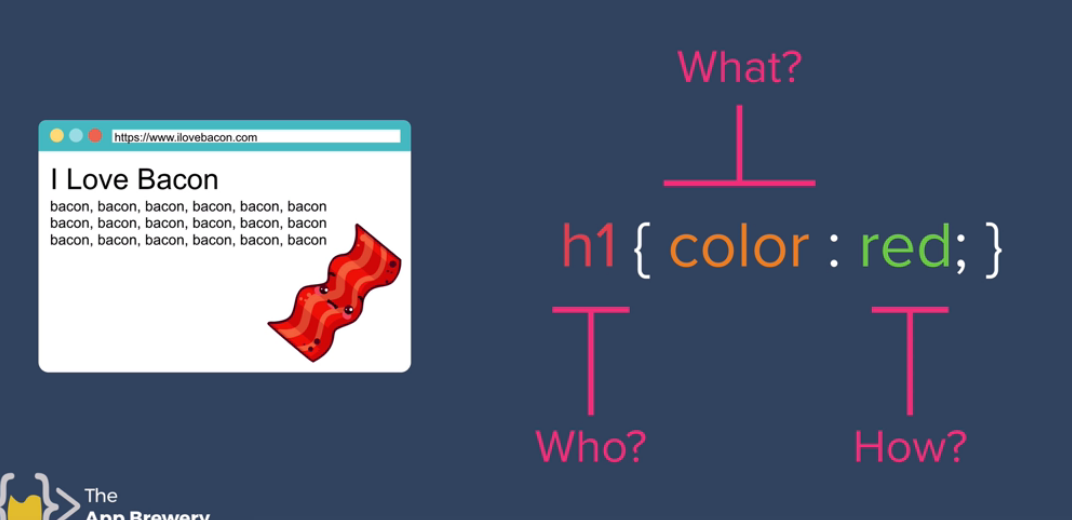 https://www.ilovebacon.com
I Love Bacon
bacon, bacon, bacon, bacon, bacon, bacon
bacon, bacon, bacon, bacon, bacon, bacon
bacon, bacon, bacon, bacon, bacon, bacon
What?
h1 { color : red; }
Who?
How?
The
App Brewery